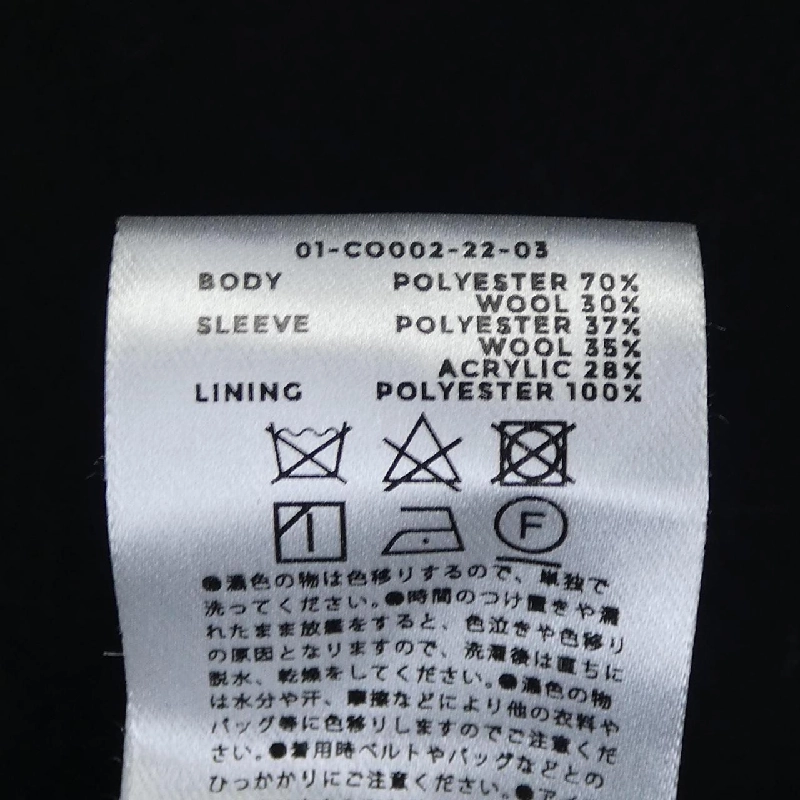 01-CO002-22-03
BODY POLYESTER 70%
WOOL 30%
SLEEVE POLYESTER 37%
WOOL 35%
ACRYLIC 28%
LINING POLYESTER 100%
F
●濃色の物は色移りするので、単独で
洗ってください。●時間のつけ置きや濡
れたまま放置をすると、色泣きや色移り
の原因となりますので、洗濯後は直ちに
脱水、乾燥をしてください。●濃色の物
は水分や汗、摩擦などにより他の衣料や
バッグ等に色移りしますのでご注意くだ
さい。●着用時ベルトやバッグなどとの
ひっかかりにご注意ください。●アイ